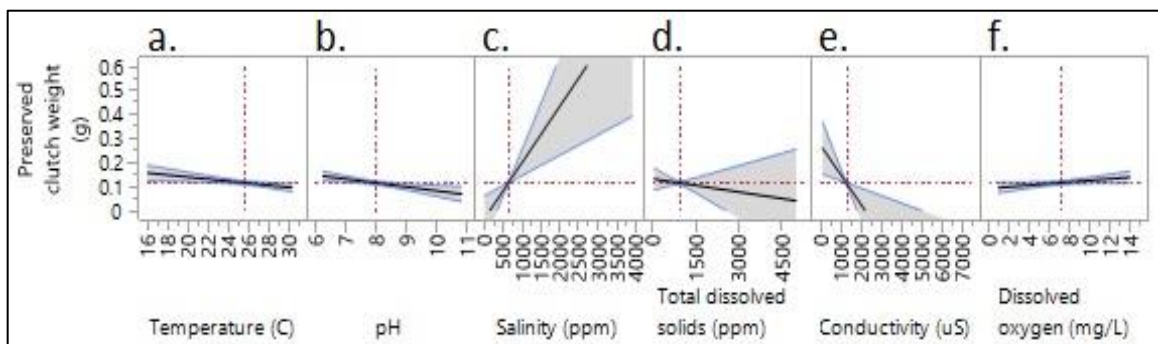 a. b. c. d. e. f.
Preserved
clutch weight
(g)
0.6
0.5
0.4
0.3
0.2
0.1
0
16 18 20 22 24 26 28 30
6 7 8 9 10 11
0 500 1000 1500 2000 2500 3000 3500 4000
0 1500 3000 4500
0 1000 2000 3000 4000 5000 6000 7000
0 2 4 6 8 10 12 14
Temperature (C)
pH
Salinity (ppm)
Total dissolved
solids (ppm)
Conductivity (uS)
Dissolved
oxygen (mg/L)